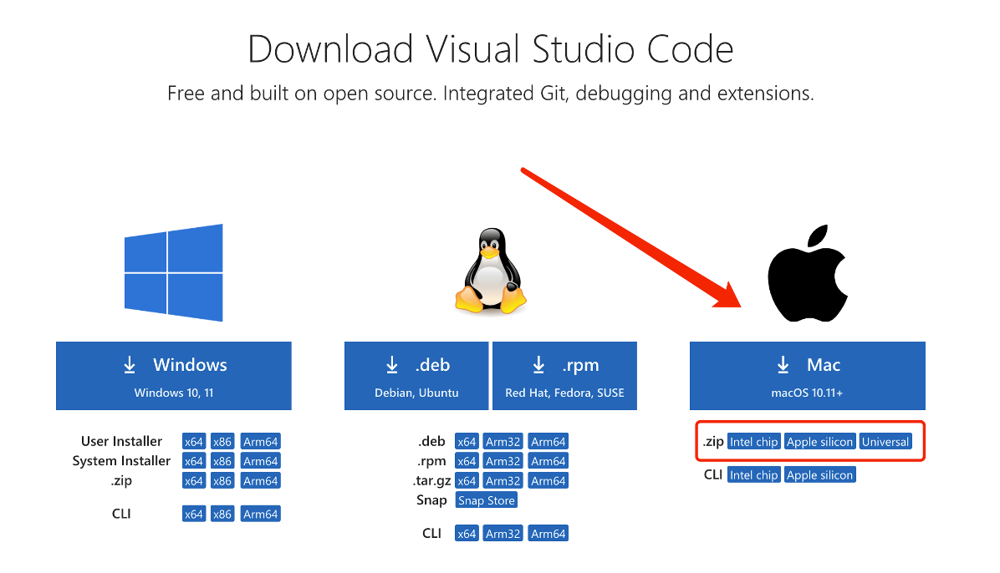 Download Visual Studio Code
Free and built on open source. Integrated Git, debugging and extensions.
Windows
Windows 10, 11
User Installer x64 x86 Arm64
System Installer x64 x86 Arm64
.zip x64 x86 Arm64
CLI x64 x86 Arm64
.deb
Debian, Ubuntu
.rpm
Red Hat, Fedora, SUSE
.deb x64 Arm32 Arm64
.rpm x64 Arm32 Arm64
.tar.gz x64 Arm32 Arm64
Snap Snap Store
CLI x64 Arm32 Arm64
Mac
macOS 10.11+
.zip Intel chip Apple silicon Universal
CLI Intel chip Apple silicon